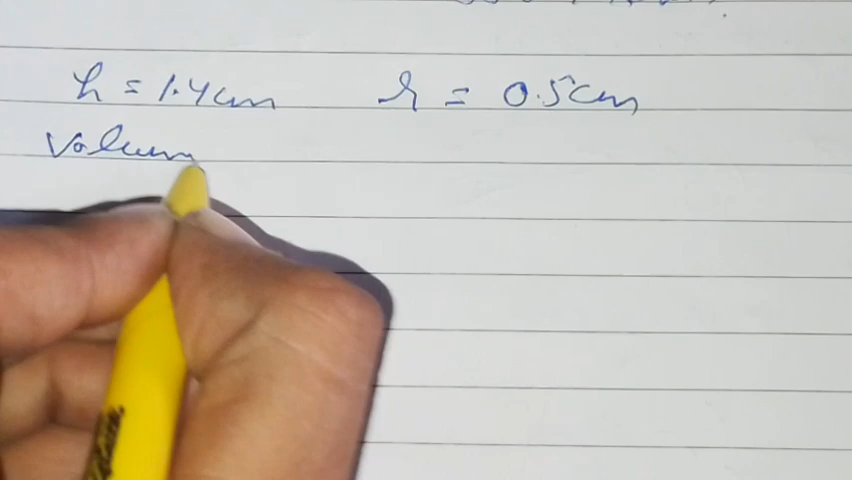 h = 1.4cm r = 0.5cm
Volum